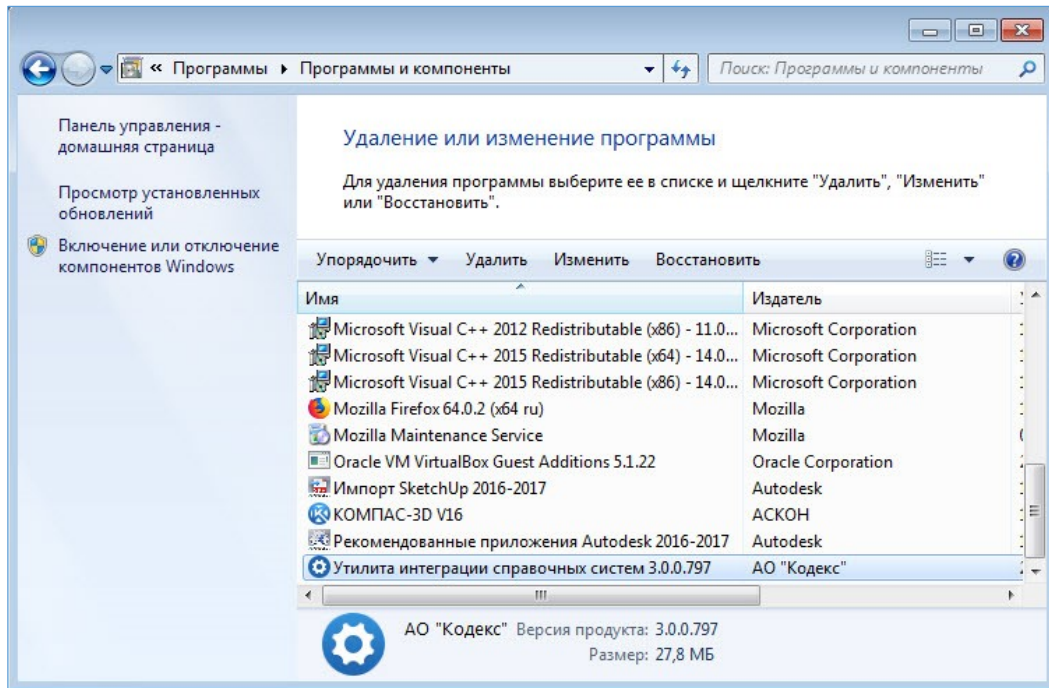 « Программы ▸ Программы и компоненты
Поиск: Программы и компоненты
Панель управления -
домашняя страница
Просмотр установленных
обновлений
Включение или отключение
компонентов Windows
Удаление или изменение программы
Для удаления программы выберите ее в списке и щелкните "Удалить", "Изменить"
или "Восстановить".
Упорядочить Удалить Изменить Восстановить
Имя Издатель
Microsoft Visual C++ 2012 Redistributable (x86) - 11.0... Microsoft Corporation
Microsoft Visual C++ 2015 Redistributable (x64) - 14.0... Microsoft Corporation
Microsoft Visual C++ 2015 Redistributable (x86) - 14.0... Microsoft Corporation
Mozilla Firefox 64.0.2 (x64 ru) Mozilla
Mozilla Maintenance Service Mozilla
Oracle VM VirtualBox Guest Additions 5.1.22 Oracle Corporation
Импорт SketchUp 2016-2017 Autodesk
КОМПАС-3D V16 АСКОН
Рекомендованные приложения Autodesk 2016-2017 Autodesk
Утилита интеграции справочных систем 3.0.0.797 АО "Кодекс"
АО "Кодекс" Версия продукта: 3.0.0.797
Размер: 27,8 МБ